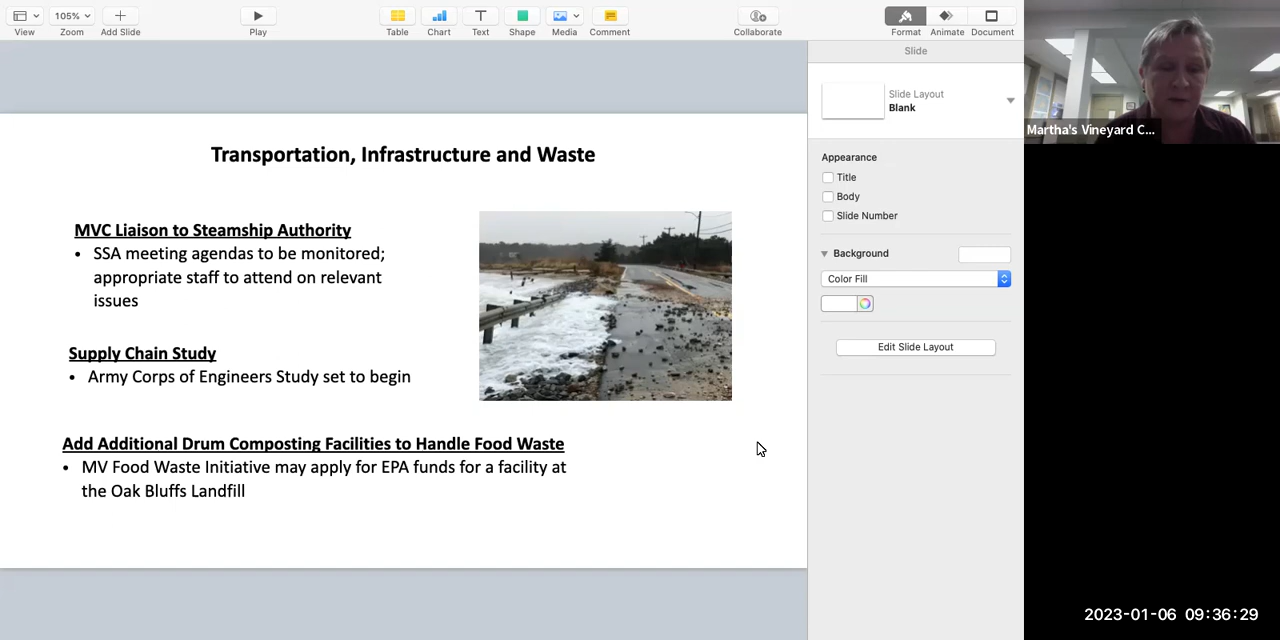 View
105%
Zoom
Add Slide
Play
Table
Chart
T
Text
Shape
Media
Comment
Collaborate
Format
Animate
Document
Slide
Slide Layout
Blank
Appearance
Title
Body
Slide Number
Background
Color Fill
Edit Slide Layout
Transportation, Infrastructure and Waste
MVC Liaison to Steamship Authority
• SSA meeting agendas to be monitored;
appropriate staff to attend on relevant
issues
Supply Chain Study
• Army Corps of Engineers Study set to begin
Add Additional Drum Composting Facilities to Handle Food Waste
• MV Food Waste Initiative may apply for EPA funds for a facility at
the Oak Bluffs Landfill
Martha's Vineyard C...
2023-01-06 09:36:29